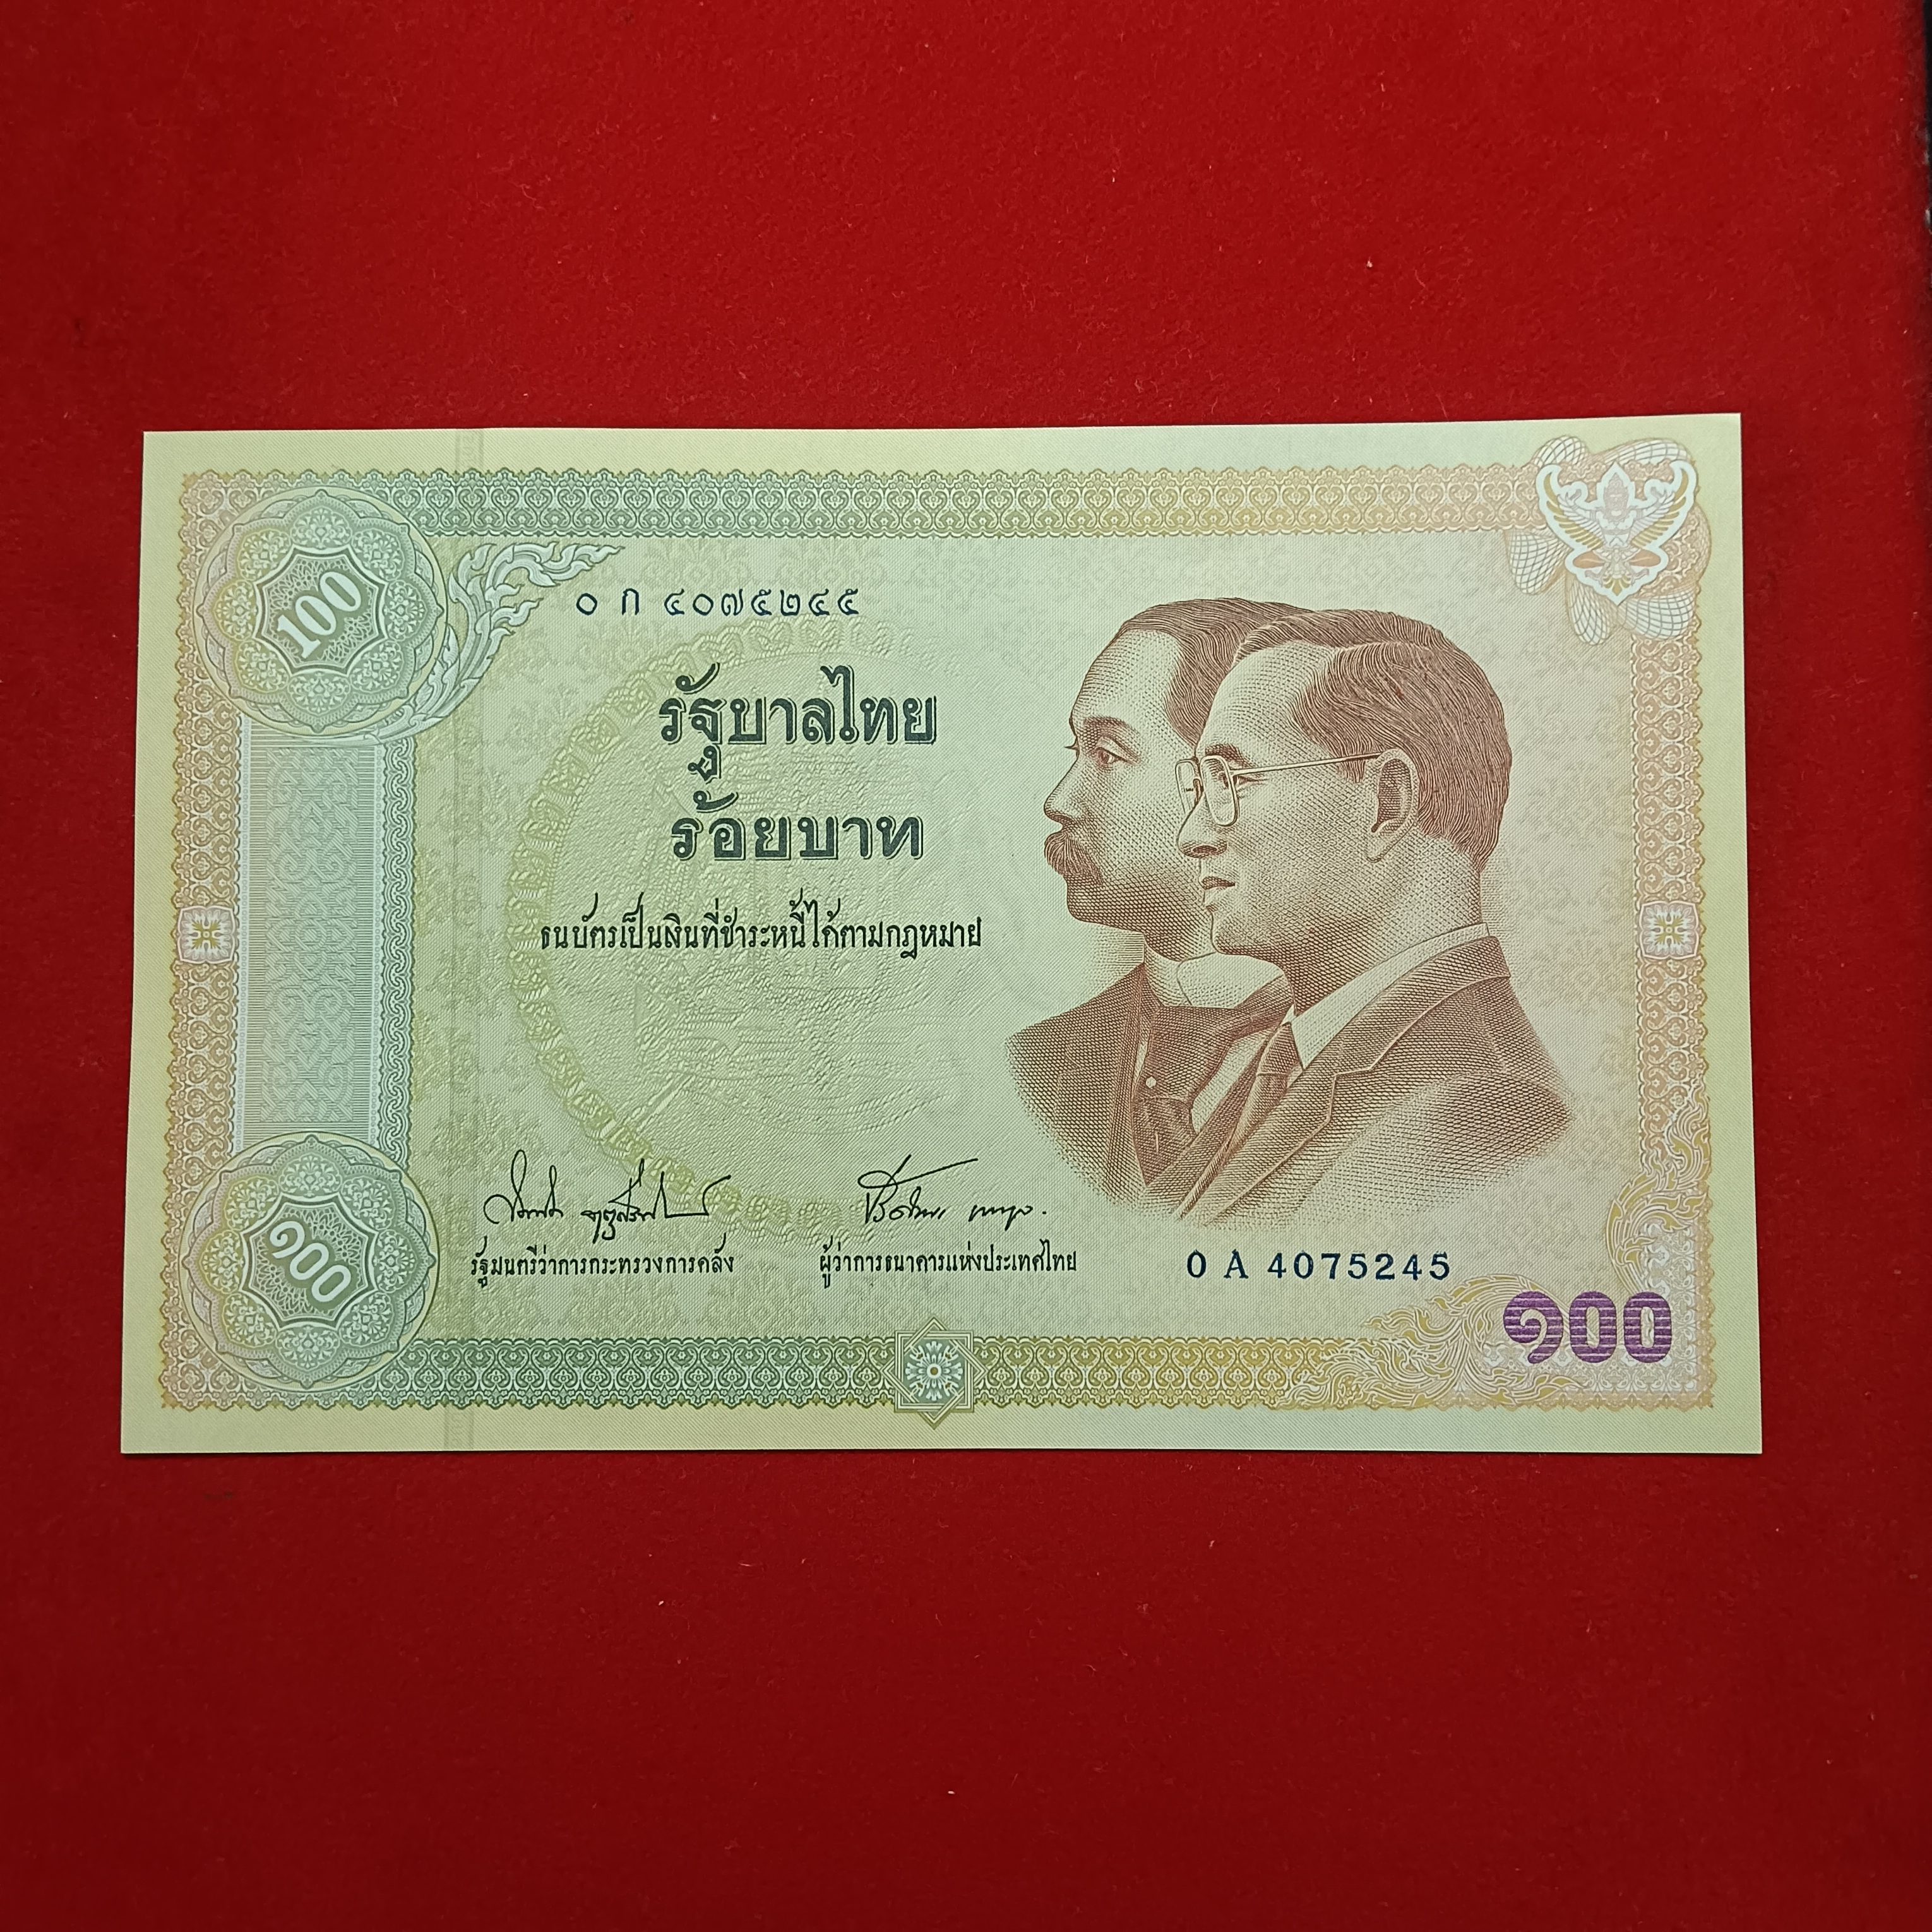 100
๐ ก ๔๐๗๕๒๔๕
รัฐบาลไทย
ร้อยบาท
ธนบัตรเป็นเงินที่ชำระหนี้ได้ตามกฎหมาย
รัฐมนตรีว่าการกระทรวงการคลัง
ผู้ว่าการธนาคารแห่งประเทศไทย
0 A 4075245
๑๐๐
๑๐๐